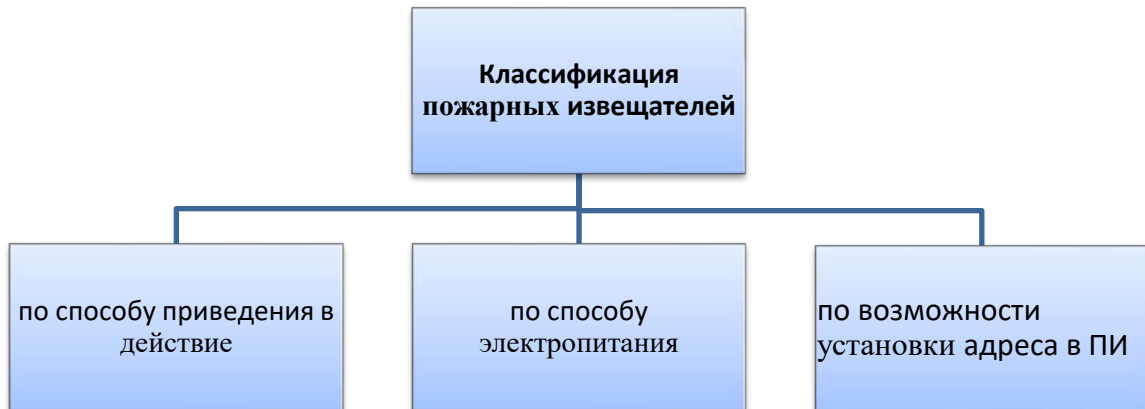 Классификация
пожарных извещателей
по способу приведения в
действие
по способу
электропитания
по возможности
установки адреса в ПИ